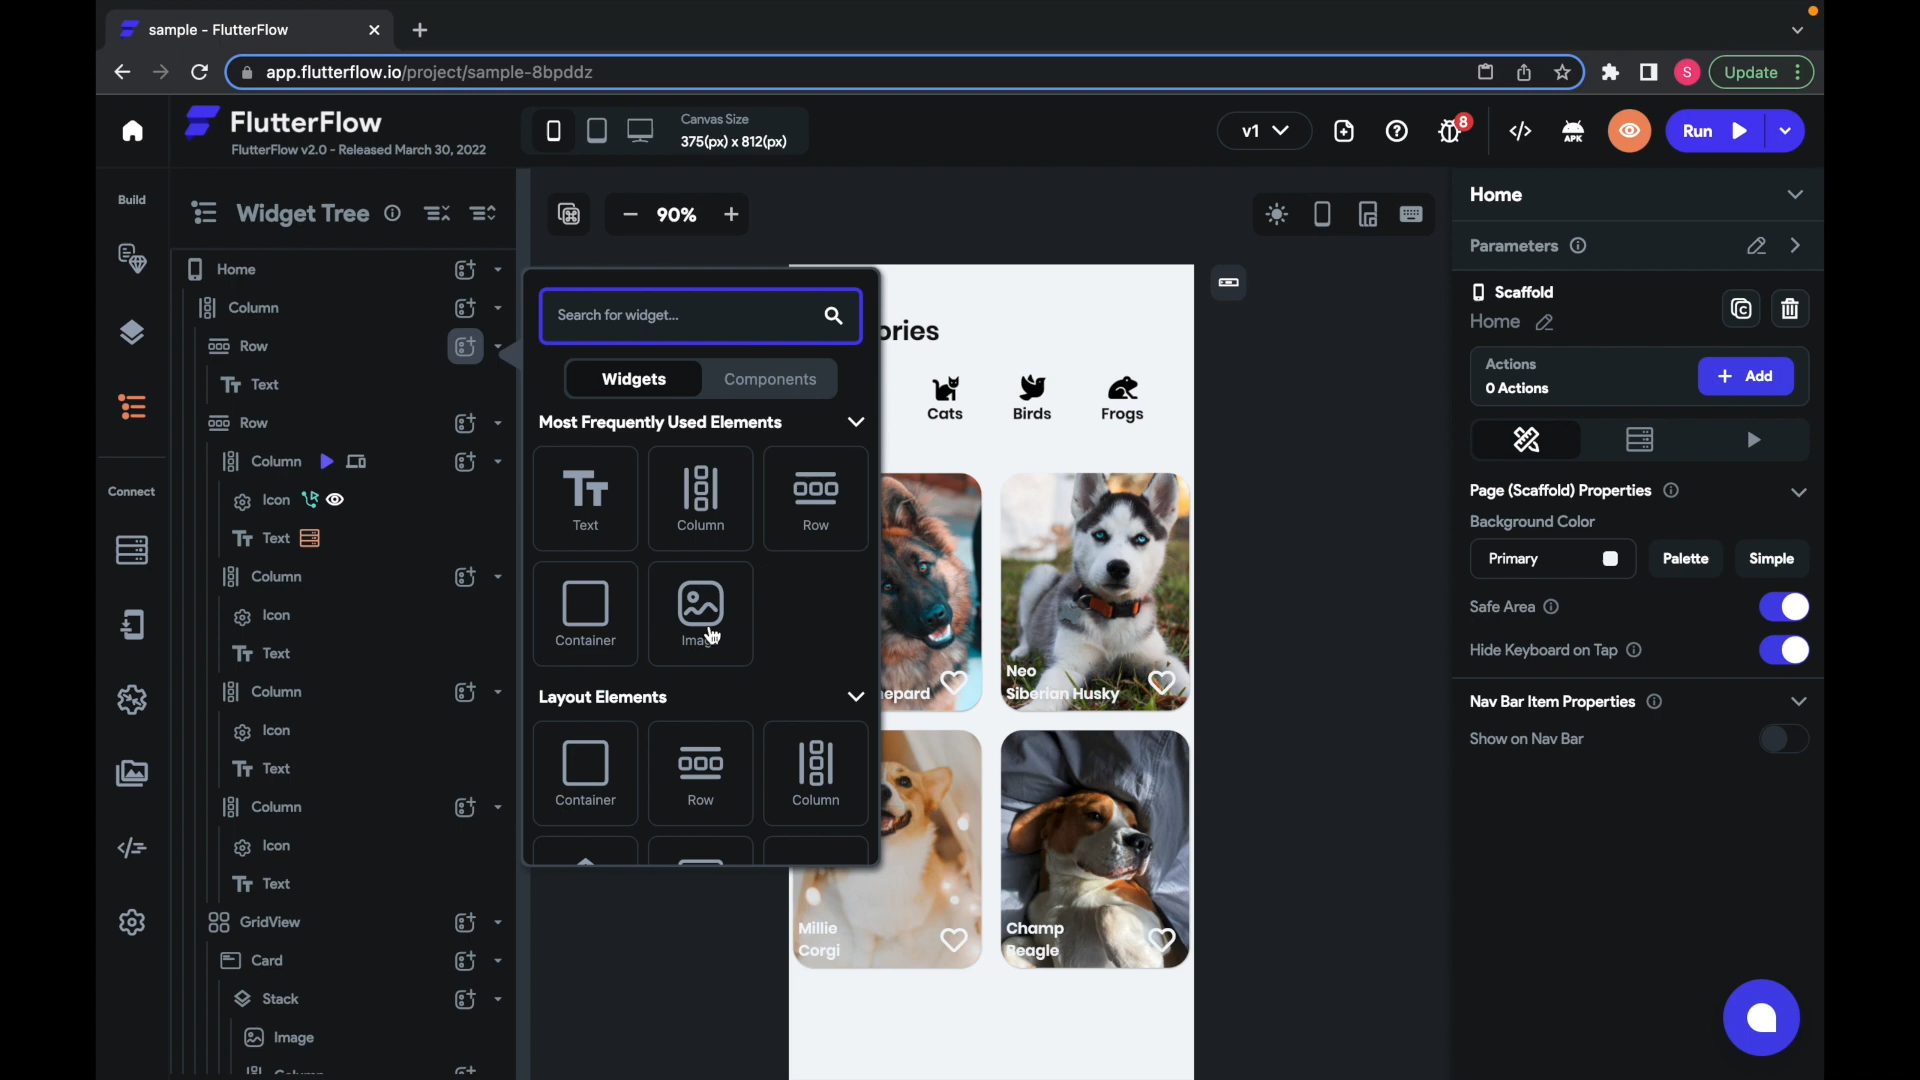 sample - FlutterFlow
app.flutterflow.io/project/sample-8bpddz
S
Update
FlutterFlow
FlutterFlow v2.0 - Released March 30, 2022
Canvas Size
375(px) x 812(px)
v1
8
APK
Run
Build
Connect
Widget Tree
90%
Home
Column
Row
Text
Row
Column
Icon
Text
Column
Icon
Text
Column
Icon
Text
Column
Icon
Text
GridView
Card
Stack
Image
Search for widget...
Widgets
Components
Most Frequently Used Elements
Text
Column
Row
Container
Layout Elements
Container
Row
Column
ories
Cats
Birds
Frogs
epard
Neo
Siberian Husky
Millie
Corgi
Champ
Beagle
Home
Parameters
Scaffold
Home
Actions
0 Actions
Add
Page (Scaffold) Properties
Background Color
Primary
Palette
Simple
Safe Area
Hide Keyboard on Tap
Nav Bar Item Properties
Show on Nav Bar